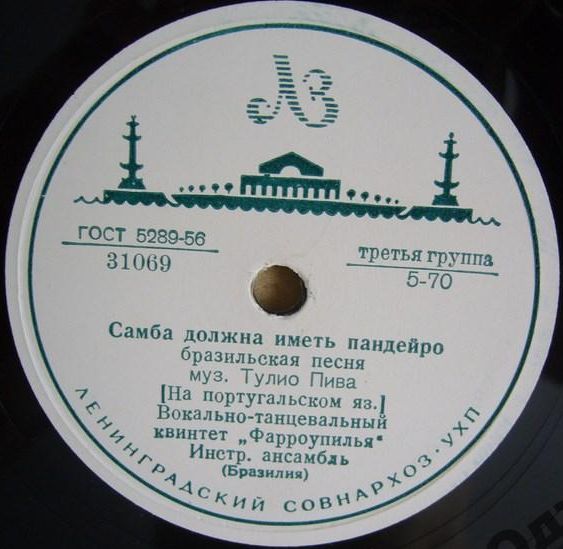 ЛЗ
ГОСТ 5289-56
31069
третья группа
5-70
Самба должна иметь пандейро
бразильская песня
муз. Тулио Пива
[На португальском яз.]
Вокально-танцевальный
квинтет „Фарроупилья“
Инстр. ансамбль
(Бразилия)
ЛЕНИНГРАДСКИЙ СОВНАРХОЗ · УХП